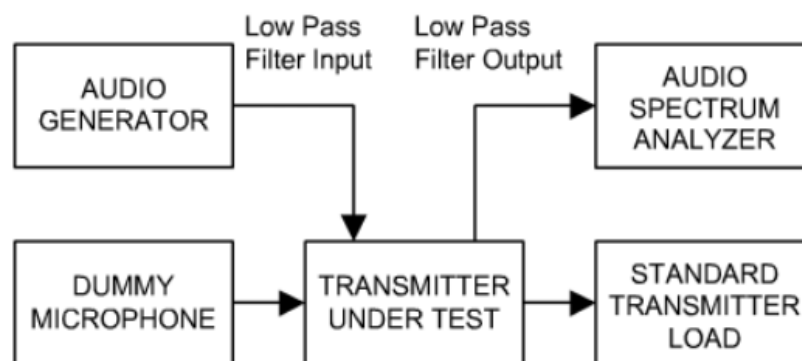 Low Pass
Filter Input
Low Pass
Filter Output
AUDIO
GENERATOR
AUDIO
SPECTRUM
ANALYZER
DUMMY
MICROPHONE
TRANSMITTER
UNDER TEST
STANDARD
TRANSMITTER
LOAD